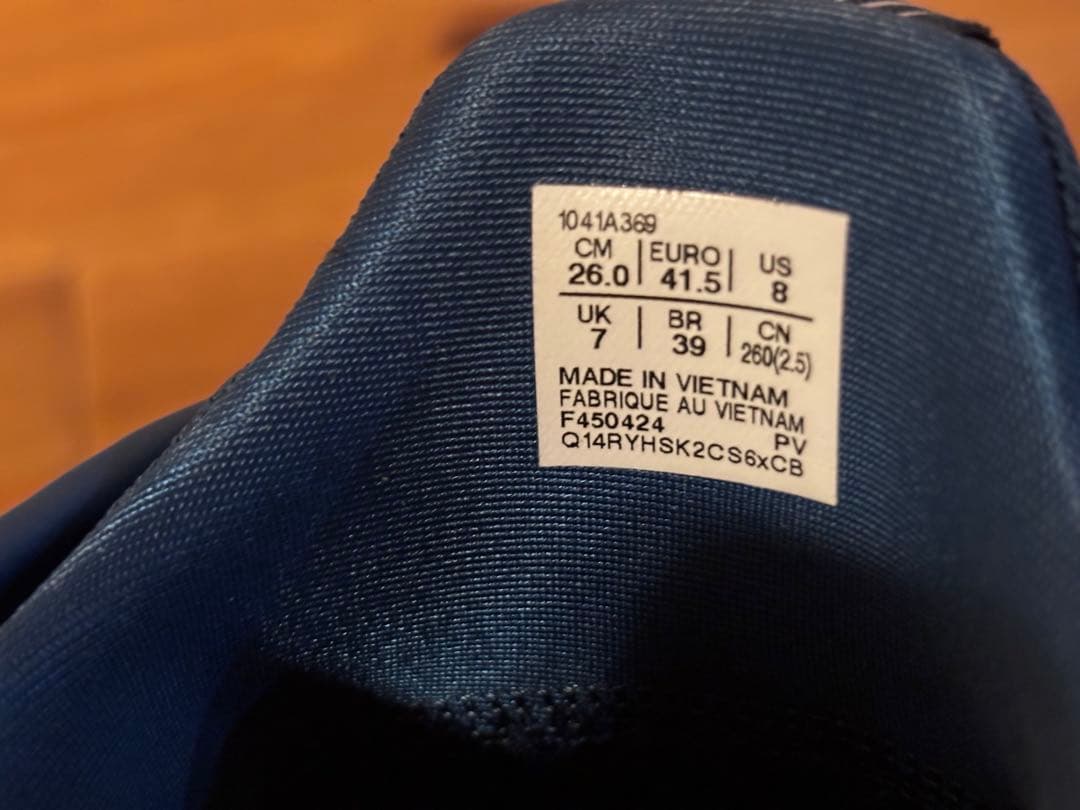 1041A369
CM | EURO | US
26.0 | 41.5 | 8
UK | BR | CN
7 | 39 | 260(2.5)
MADE IN VIETNAM
FABRIQUE AU VIETNAM
F450424 PV
Q14RYHSK2CS6xCB